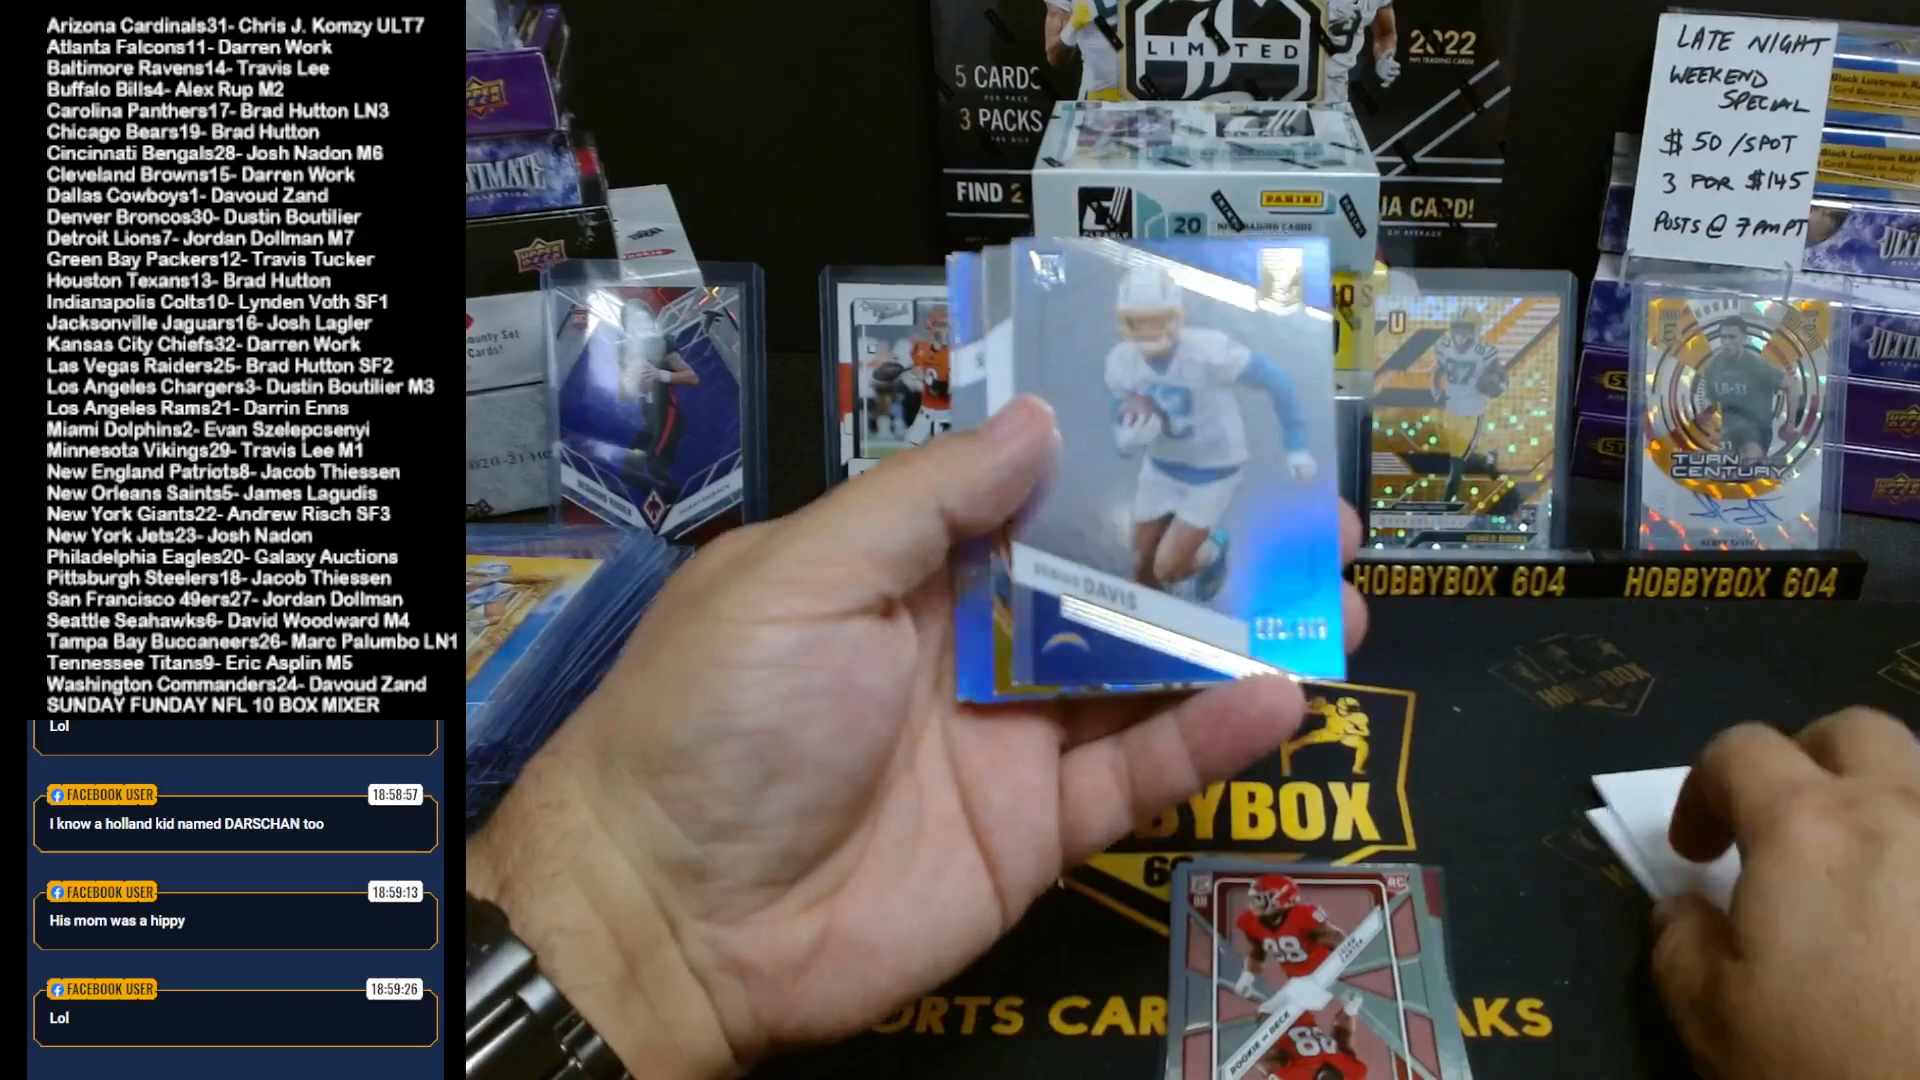 Arizona Cardinals31- Chris J. Komzy ULT7
Atlanta Falcons11- Darren Work
Baltimore Ravens14- Travis Lee
Buffalo Bills4- Alex Rup M2
Carolina Panthers17- Brad Hutton LN3
Chicago Bears19- Brad Hutton
Cincinnati Bengals28- Josh Nadon M6
Cleveland Browns15- Darren Work
Dallas Cowboys1- Davoud Zand
Denver Broncos30- Dustin Boutilier
Detroit Lions7- Jordan Dollman M7
Green Bay Packers12- Travis Tucker
Houston Texans13- Brad Hutton
Indianapolis Colts10- Lynden Voth SF1
Jacksonville Jaguars16- Josh Lagler
Kansas City Chiefs32- Darren Work
Las Vegas Raiders25- Brad Hutton SF2
Los Angeles Chargers3- Dustin Boutilier M3
Los Angeles Rams21- Darrin Enns
Miami Dolphins2- Evan Szelepcsenyi
Minnesota Vikings29- Travis Lee M1
New England Patriots8- Jacob Thiessen
New Orleans Saints5- James Lagudis
New York Giants22- Andrew Risch SF3
New York Jets23- Josh Nadon
Philadelphia Eagles20- Galaxy Auctions
Pittsburgh Steelers18- Jacob Thiessen
San Francisco 49ers27- Jordan Dollman
Seattle Seahawks6- David Woodward M4
Tampa Bay Buccaneers26- Marc Palumbo LN1
Tennessee Titans9- Eric Asplin M5
Washington Commanders24- Davoud Zand
SUNDAY FUNDAY NFL 10 BOX MIXER
Lol
FACEBOOK USER 18:58:57
I know a holland kid named DARSCHAN too
FACEBOOK USER 18:59:13
His mom was a hippy
FACEBOOK USER 18:59:26
Lol
LIMITED
2022
5 CARDS
3 PACKS
FIND 2
PANINI
20
LATE NIGHT
WEEKEND
SPECIAL
$ 50 /SPOT
3 FOR $145
POSTS @ 7PM PT
DAVIS
TURN
CENTURY
HOBBYBOX 604
HOBBYBOX 604
YBOX
ORTS CAR
AKS
RC
ROOKIE ON DECK
JALEN CARTER